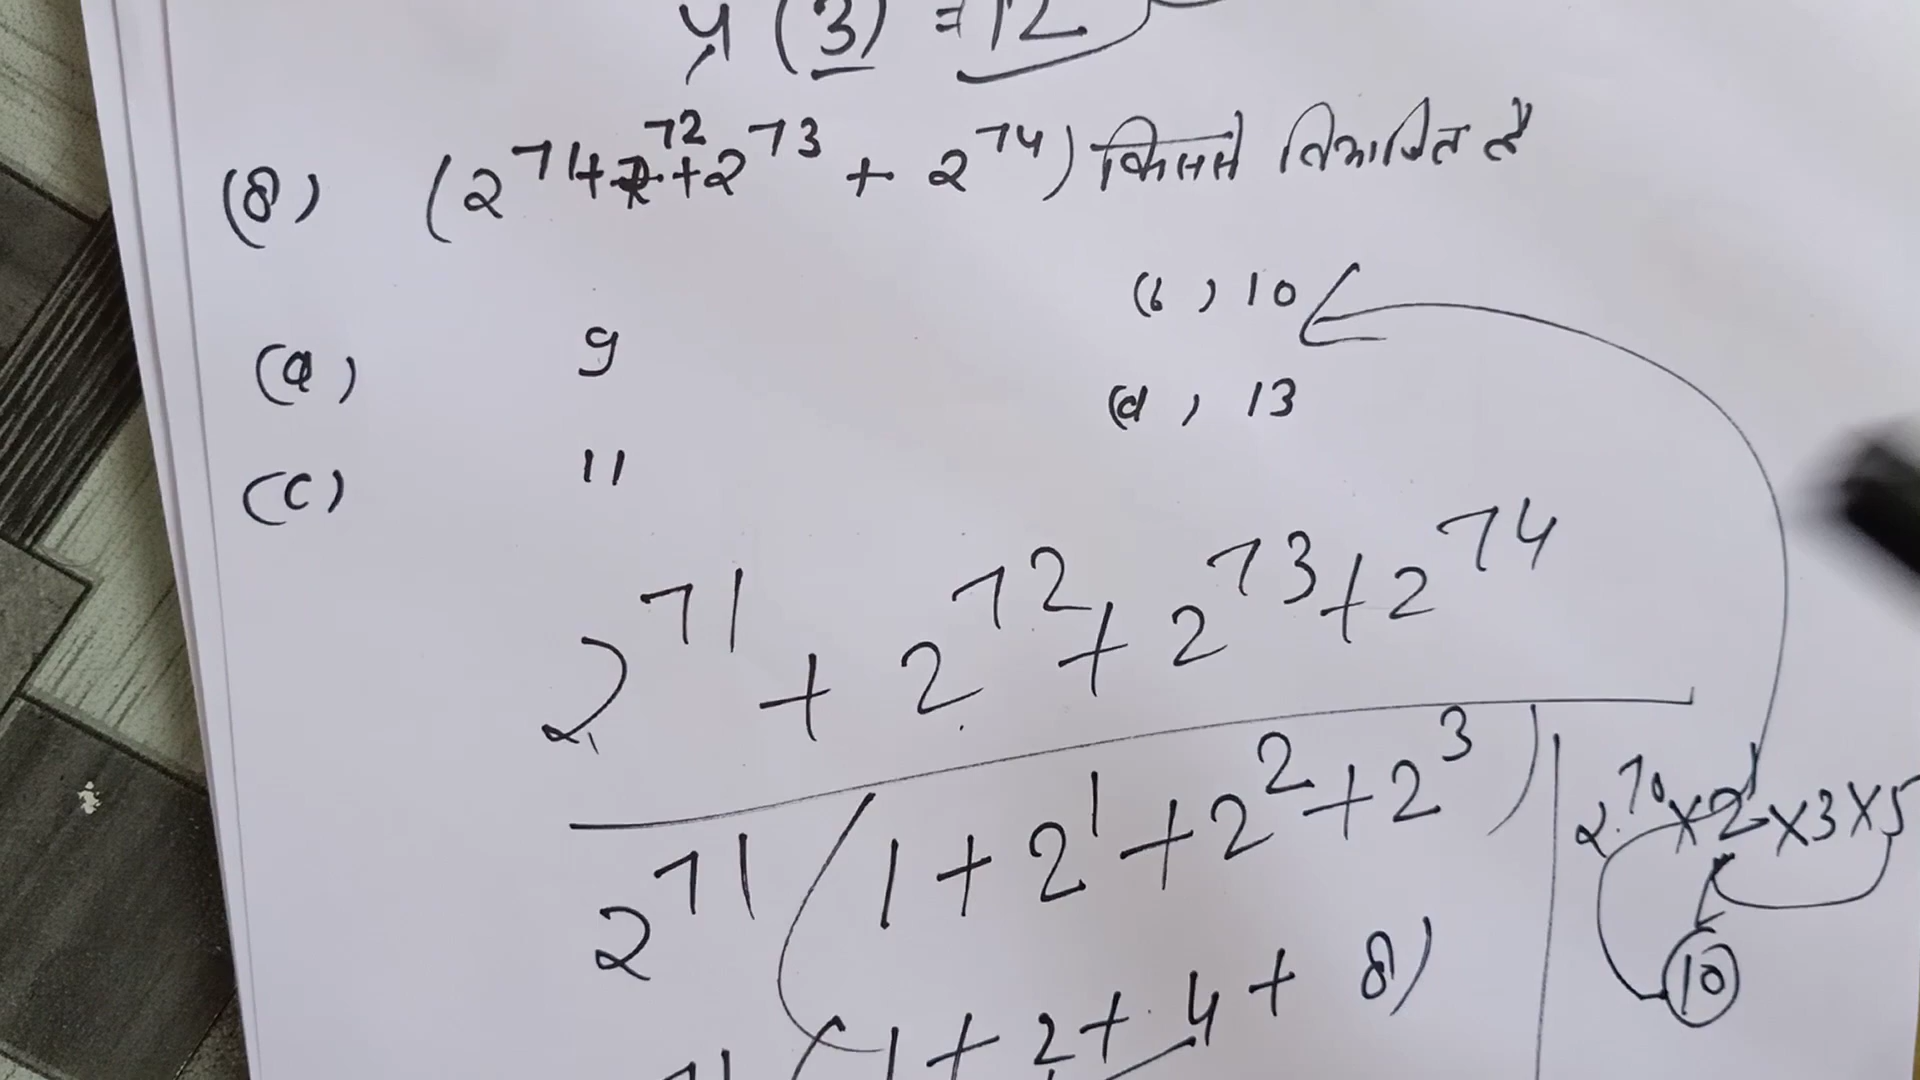 y (3) = 12
(8) (2^71 + 2^72 + 2^73 + 2^74) किससे विभाजित है
(a) 9
(b) 10
(c) 11
(d) 13
2^71 + 2^72 + 2^73 + 2^74
2^71 (1 + 2^1 + 2^2 + 2^3)
2^70 × 2^1 × 3 × 5
10
(1 + 2 + 4 + 8)